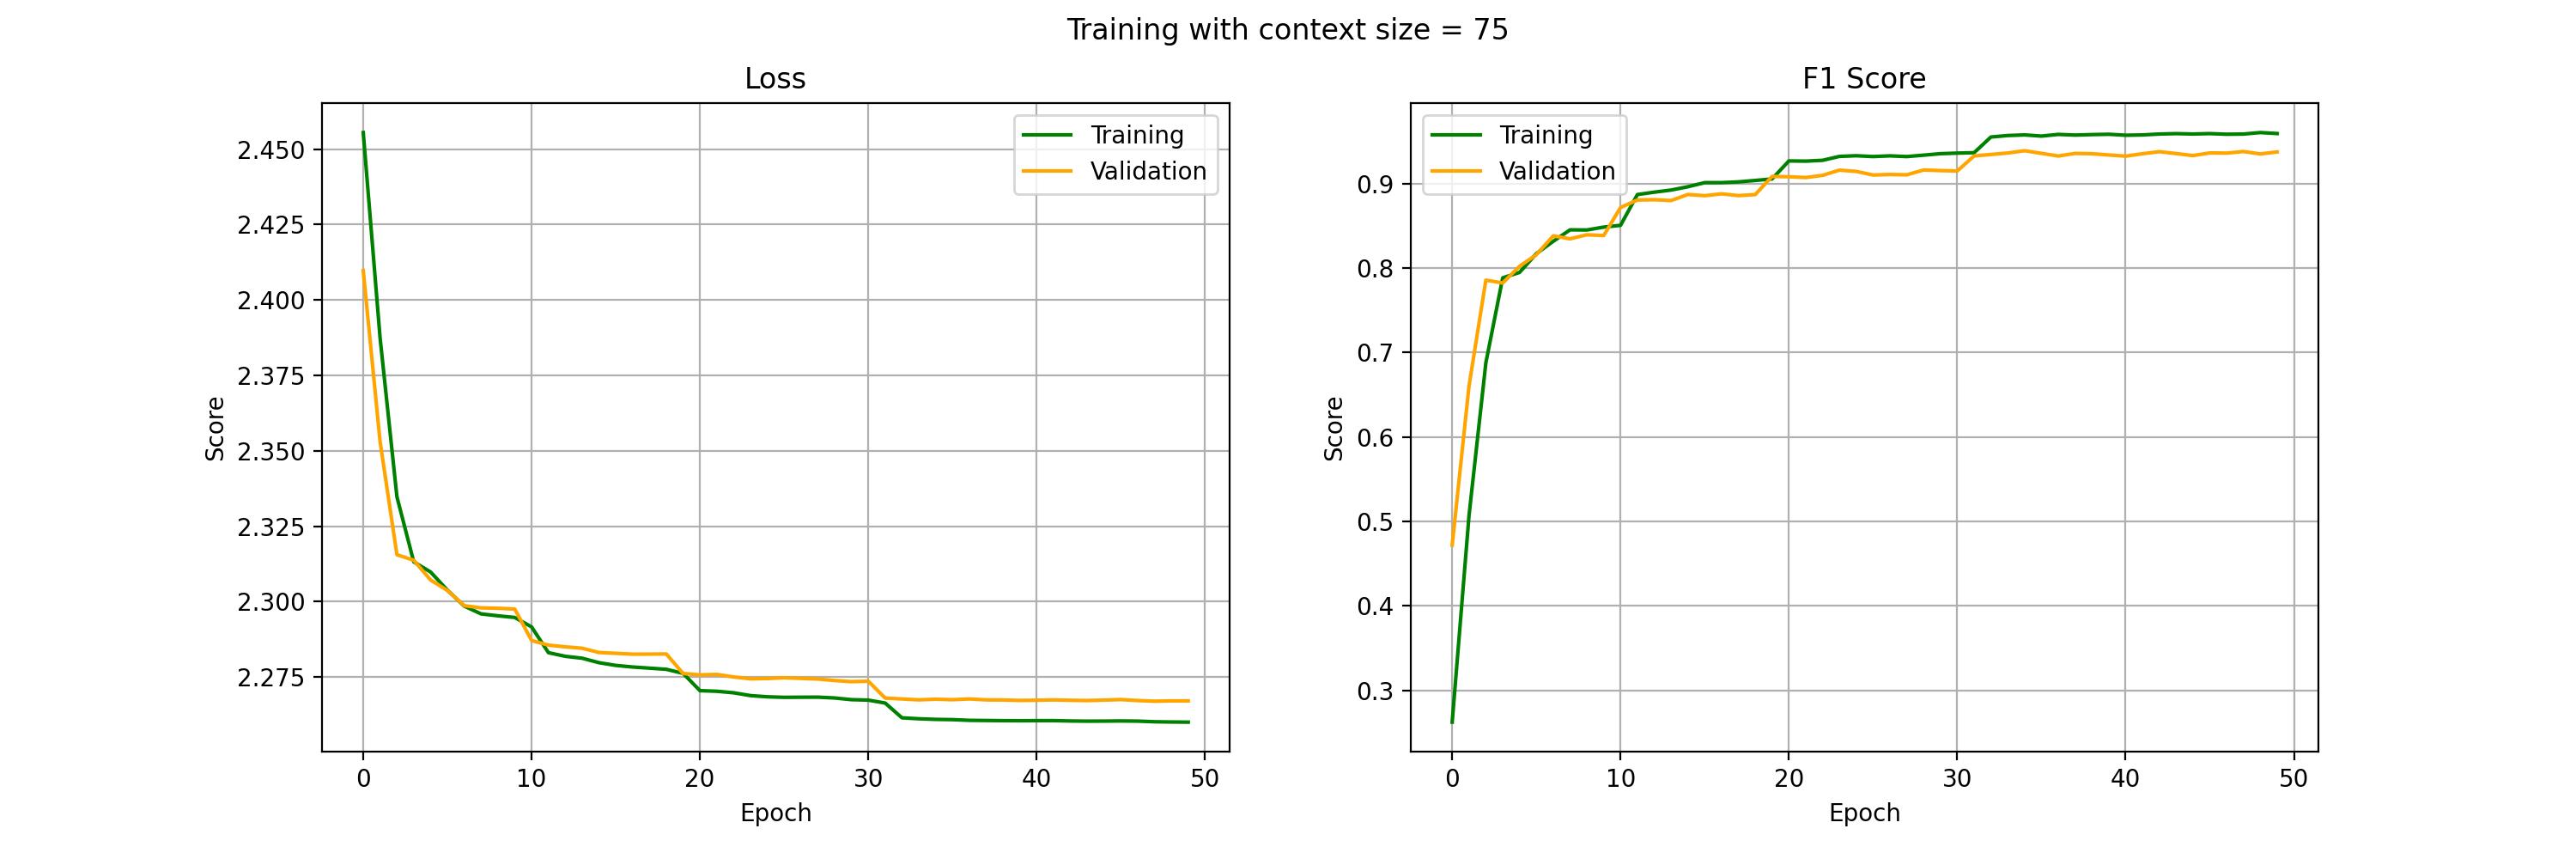 Training with context size = 75
Loss
Training
Validation
2.450
2.425
2.400
2.375
2.350
2.325
2.300
2.275
Score
0 10 20 30 40 50
Epoch
F1 Score
Training
Validation
0.9
0.8
0.7
0.6
0.5
0.4
0.3
Score
0 10 20 30 40 50
Epoch